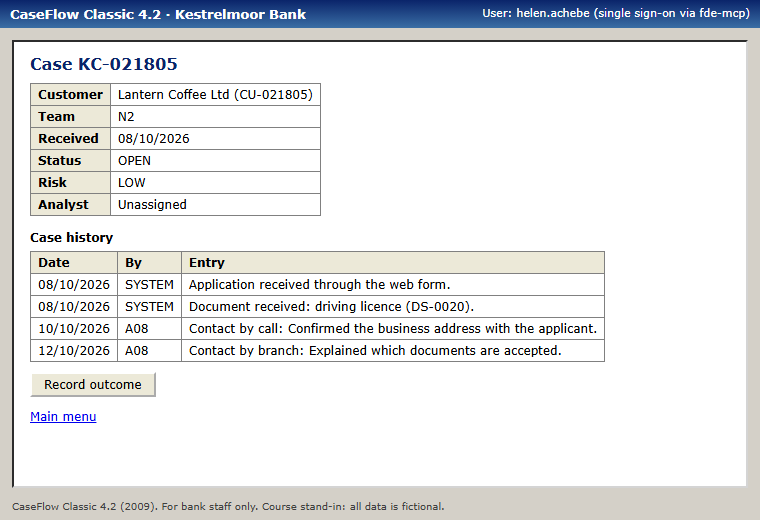 CaseFlow Classic 4.2 · Kestrelmoor Bank User: helen.achebe (single sign-on via fde-mcp)
Case KC-021805
Customer Lantern Coffee Ltd (CU-021805)
Team N2
Received 08/10/2026
Status OPEN
Risk LOW
Analyst Unassigned
Case history
Date By Entry
08/10/2026 SYSTEM Application received through the web form.
08/10/2026 SYSTEM Document received: driving licence (DS-0020).
10/10/2026 A08 Contact by call: Confirmed the business address with the applicant.
12/10/2026 A08 Contact by branch: Explained which documents are accepted.
Record outcome
Main menu
CaseFlow Classic 4.2 (2009). For bank staff only. Course stand-in: all data is fictional.